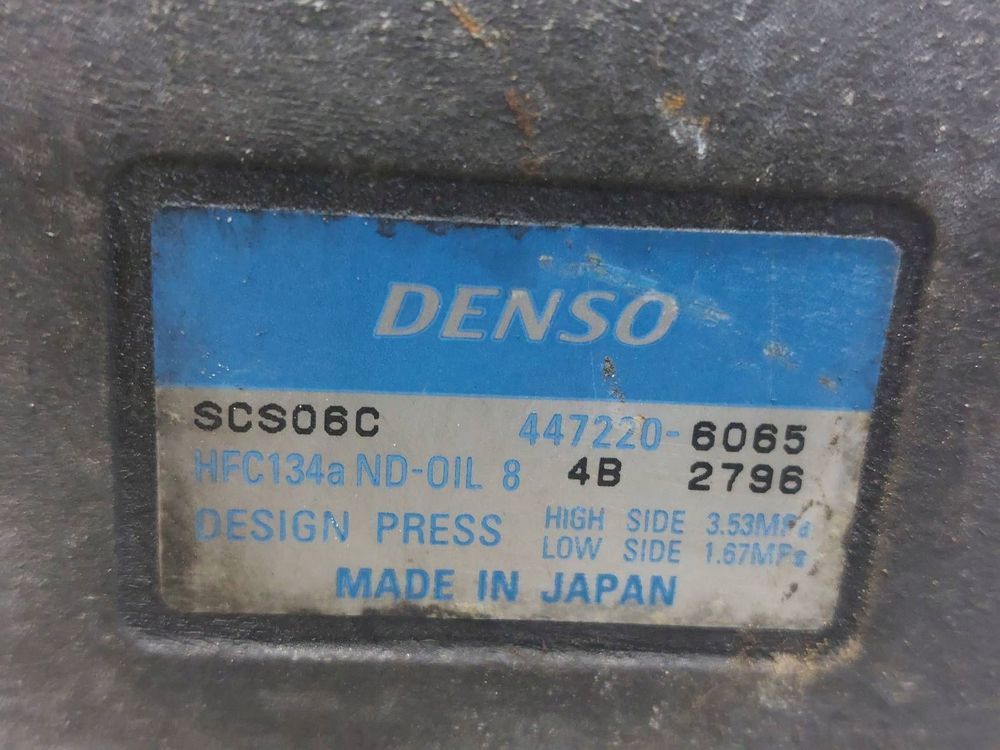 DENSO
SCS06C 447220-6065
HFC134a ND-OIL 8 4B 2796
DESIGN PRESS HIGH SIDE 3.53MPa
LOW SIDE 1.67MPa
MADE IN JAPAN